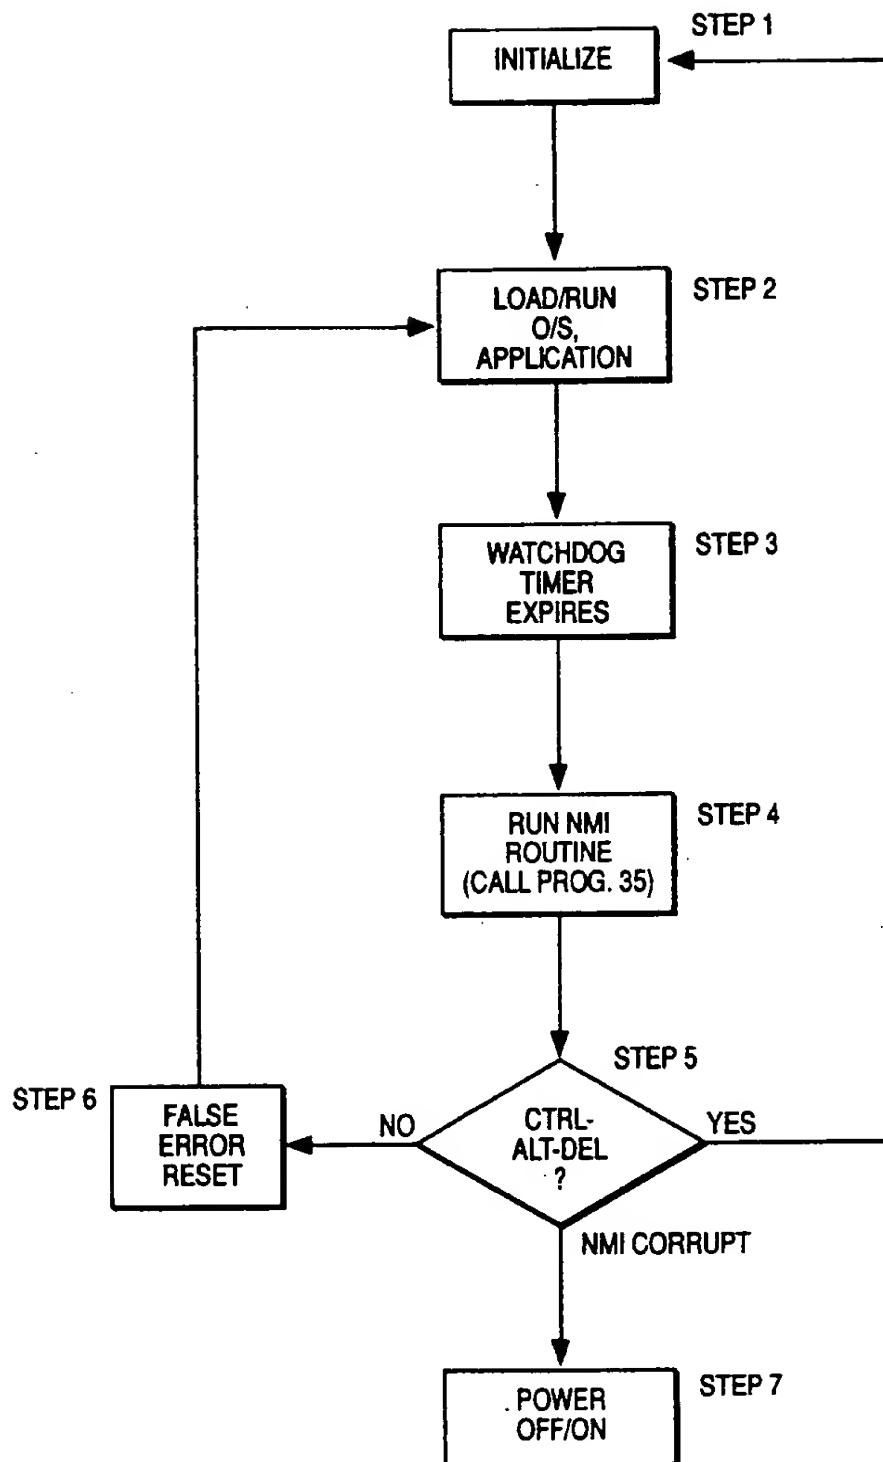 STEP 1
INITIALIZE
STEP 2
LOAD/RUN
O/S,
APPLICATION
STEP 3
WATCHDOG
TIMER
EXPIRES
STEP 4
RUN NMI
ROUTINE
(CALL PROG. 35)
STEP 5
CTRL-
ALT-DEL
?
NO
YES
STEP 6
FALSE
ERROR
RESET
NMI CORRUPT
STEP 7
POWER
OFF/ON